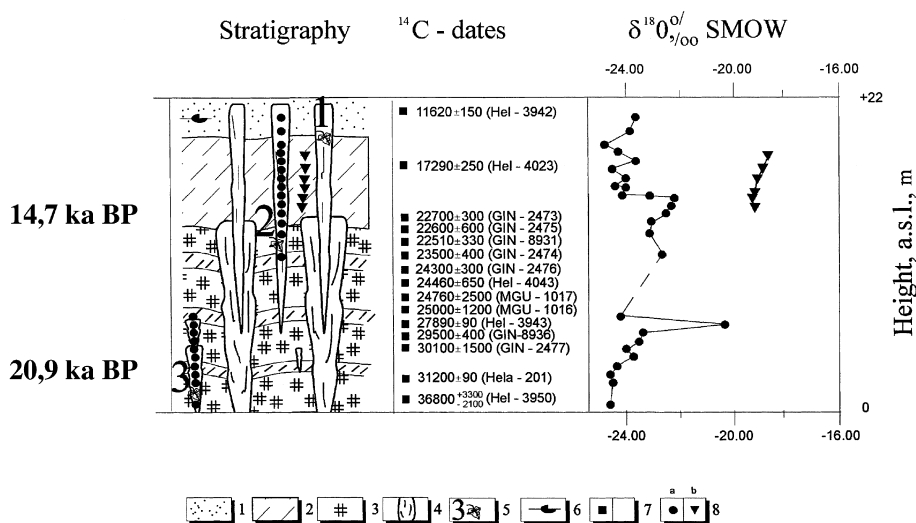 Stratigraphy ¹⁴C - dates δ¹⁸0,⁰/₀₀ SMOW
-24.00 -20.00 -16.00
+22
1
11620±150 (Hel - 3942)
17290±250 (Hel - 4023)
14,7 ka BP
2
22700±300 (GIN - 2473)
22600±600 (GIN - 2475)
22510±330 (GIN - 8931)
23500±400 (GIN - 2474)
24300±300 (GIN - 2476)
24460±650 (Hel - 4043)
24760±2500 (MGU - 1017)
25000±1200 (MGU - 1016)
27890±90 (Hel - 3943)
29500±400 (GIN-8936)
30100±1500 (GIN - 2477)
20,9 ka BP
3
31200±90 (Hela - 201)
36800 +3300 -2100 (Hel - 3950)
Height, a.s.l., m
0
-24.00 -20.00 -16.00
a b
1 2 3 4 3 5 6 7 8